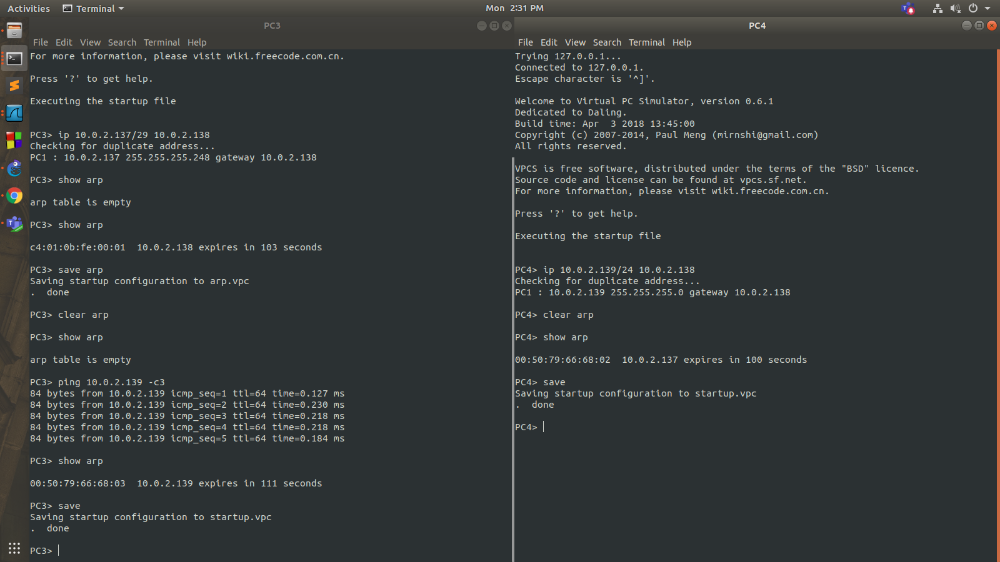 Activities Terminal Mon 2:31 PM
PC3
File Edit View Search Terminal Help
For more information, please visit wiki.freecode.com.cn.
Press '?' to get help.
Executing the startup file
PC3> ip 10.0.2.137/29 10.0.2.138
Checking for duplicate address...
PC1 : 10.0.2.137 255.255.255.248 gateway 10.0.2.138
PC3> show arp
arp table is empty
PC3> show arp
c4:01:0b:fe:00:01  10.0.2.138 expires in 103 seconds
PC3> save arp
Saving startup configuration to arp.vpc
.  done
PC3> clear arp
PC3> show arp
arp table is empty
PC3> ping 10.0.2.139 -c3
84 bytes from 10.0.2.139 icmp_seq=1 ttl=64 time=0.127 ms
84 bytes from 10.0.2.139 icmp_seq=2 ttl=64 time=0.230 ms
84 bytes from 10.0.2.139 icmp_seq=3 ttl=64 time=0.218 ms
84 bytes from 10.0.2.139 icmp_seq=4 ttl=64 time=0.218 ms
84 bytes from 10.0.2.139 icmp_seq=5 ttl=64 time=0.184 ms
PC3> show arp
00:50:79:66:68:03  10.0.2.139 expires in 111 seconds
PC3> save
Saving startup configuration to startup.vpc
.  done
PC3>
PC4
File Edit View Search Terminal Help
Trying 127.0.0.1...
Connected to 127.0.0.1.
Escape character is '^]'.
Welcome to Virtual PC Simulator, version 0.6.1
Dedicated to Daling.
Build time: Apr  3 2018 13:45:00
Copyright (c) 2007-2014, Paul Meng (mirnshi@gmail.com)
All rights reserved.
VPCS is free software, distributed under the terms of the "BSD" licence.
Source code and license can be found at vpcs.sf.net.
For more information, please visit wiki.freecode.com.cn.
Press '?' to get help.
Executing the startup file
PC4> ip 10.0.2.139/24 10.0.2.138
Checking for duplicate address...
PC1 : 10.0.2.139 255.255.255.0 gateway 10.0.2.138
PC4> clear arp
PC4> show arp
00:50:79:66:68:02  10.0.2.137 expires in 100 seconds
PC4> save
Saving startup configuration to startup.vpc
.  done
PC4>